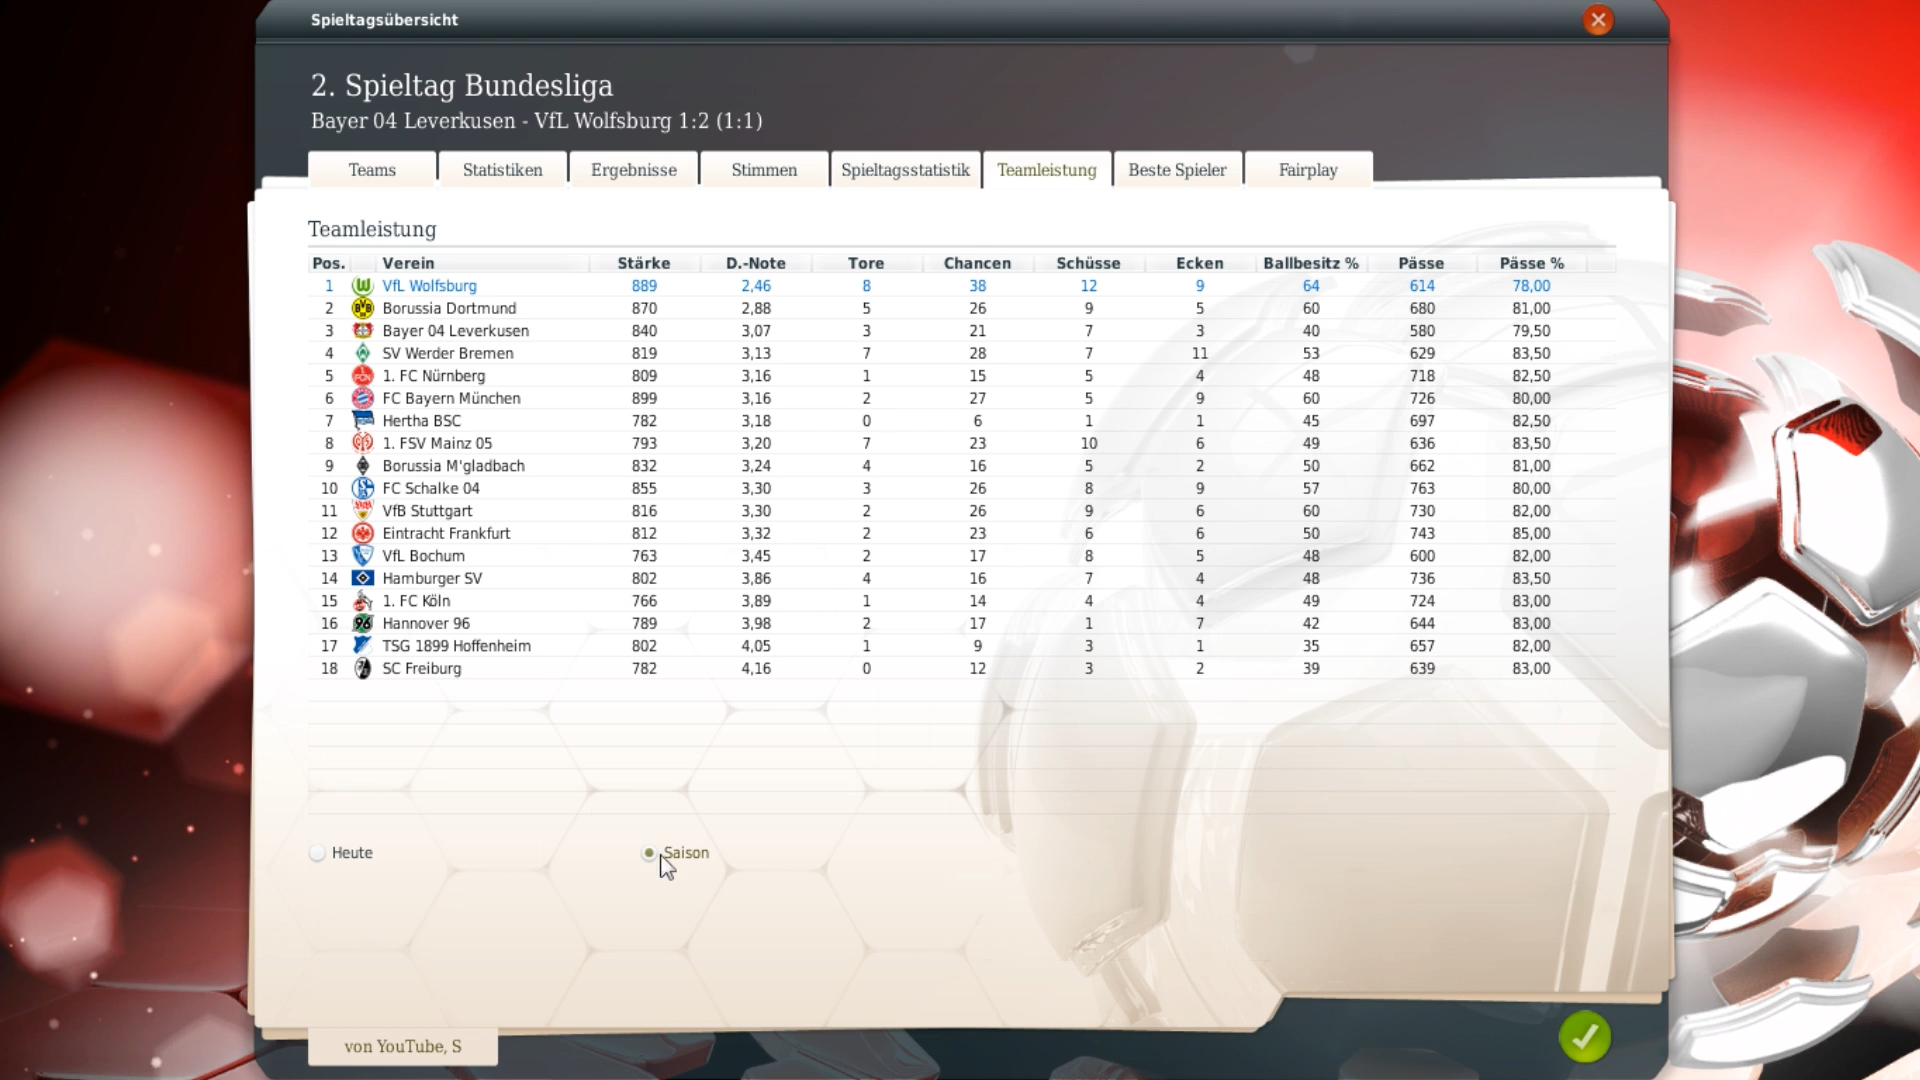 Spieltagsübersicht
2. Spieltag Bundesliga
Bayer 04 Leverkusen - VfL Wolfsburg 1:2 (1:1)
Teams Statistiken Ergebnisse Stimmen Spieltagsstatistik Teamleistung Beste Spieler Fairplay
Teamleistung
Pos. Verein Stärke D.-Note Tore Chancen Schüsse Ecken Ballbesitz % Pässe Pässe %
1 VfL Wolfsburg 889 2,46 8 38 12 9 64 614 78,00
2 Borussia Dortmund 870 2,88 5 26 9 5 60 680 81,00
3 Bayer 04 Leverkusen 840 3,07 3 21 7 3 40 580 79,50
4 SV Werder Bremen 819 3,13 7 28 7 11 53 629 83,50
5 1. FC Nürnberg 809 3,16 1 15 5 4 48 718 82,50
6 FC Bayern München 899 3,16 2 27 5 9 60 726 80,00
7 Hertha BSC 782 3,18 0 6 1 1 45 697 82,50
8 1. FSV Mainz 05 793 3,20 7 23 10 6 49 636 83,50
9 Borussia M'gladbach 832 3,24 4 16 5 2 50 662 81,00
10 FC Schalke 04 855 3,30 3 26 8 9 57 763 80,00
11 VfB Stuttgart 816 3,30 2 26 9 6 60 730 82,00
12 Eintracht Frankfurt 812 3,32 2 23 6 6 50 743 85,00
13 VfL Bochum 763 3,45 2 17 8 5 48 600 82,00
14 Hamburger SV 802 3,86 4 16 7 4 48 736 83,50
15 1. FC Köln 766 3,89 1 14 4 4 49 724 83,00
16 Hannover 96 789 3,98 2 17 1 7 42 644 83,00
17 TSG 1899 Hoffenheim 802 4,05 1 9 3 1 35 657 82,00
18 SC Freiburg 782 4,16 0 12 3 2 39 639 83,00
Heute Saison
von YouTube, S